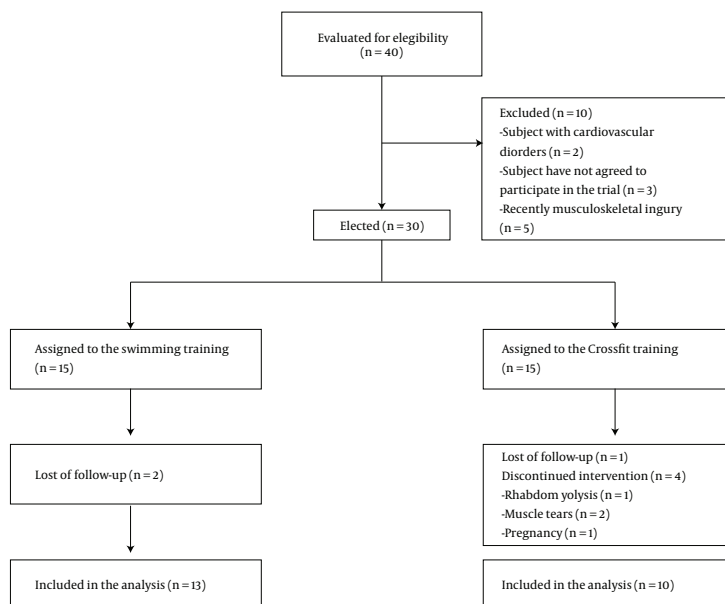 Evaluated for elegibility
(n = 40)
Excluded (n = 10)
-Subject with cardiovascular
diorders (n = 2)
-Subject have not agreed to
participate in the trial (n = 3)
-Recently musculoskeletal ingury
(n = 5)
Elected (n = 30)
Assigned to the swimming training
(n = 15)
Assigned to the Crossfit training
(n = 15)
Lost of follow-up (n = 2)
Lost of follow-up (n = 1)
Discontinued intervention (n = 4)
-Rhabdom yolysis (n = 1)
-Muscle tears (n = 2)
-Pregnancy (n = 1)
Included in the analysis (n = 13)
Included in the analysis (n = 10)